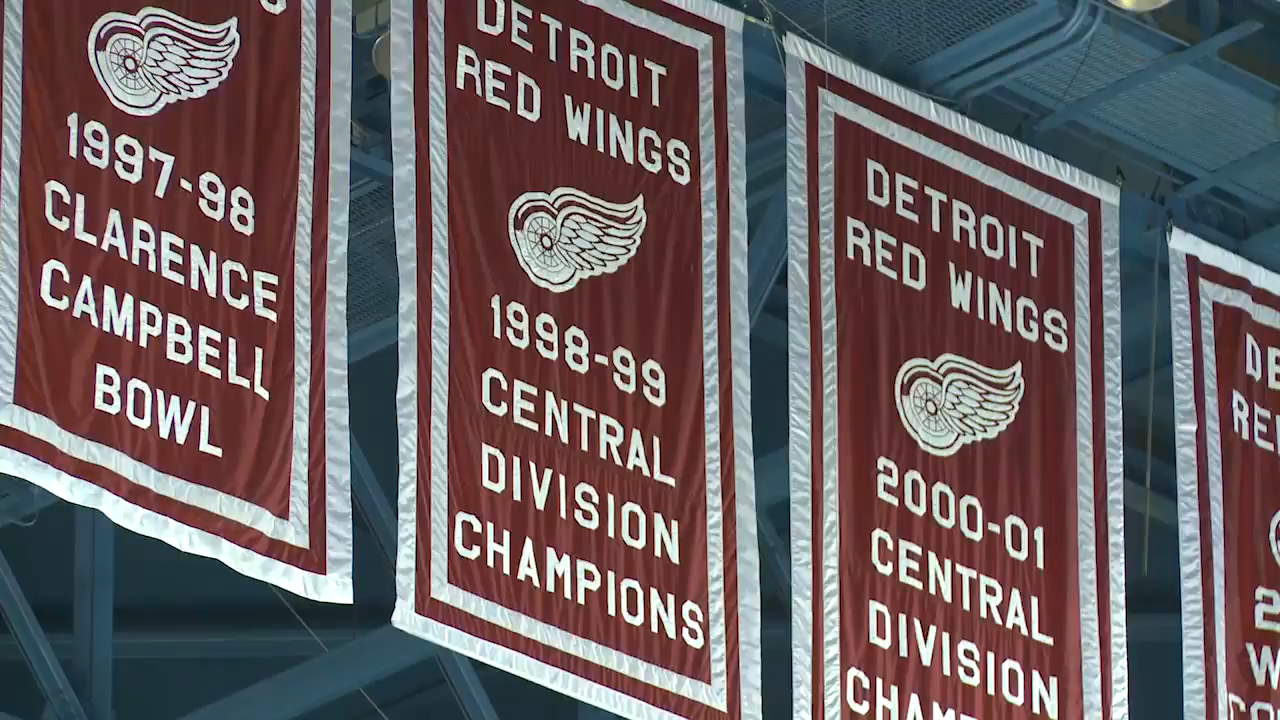 1997-98
CLARENCE
CAMPBELL
BOWL
DETROIT
RED WINGS
1998-99
CENTRAL
DIVISION
CHAMPIONS
DETROIT
RED WINGS
2000-01
CENTRAL
DIVISION